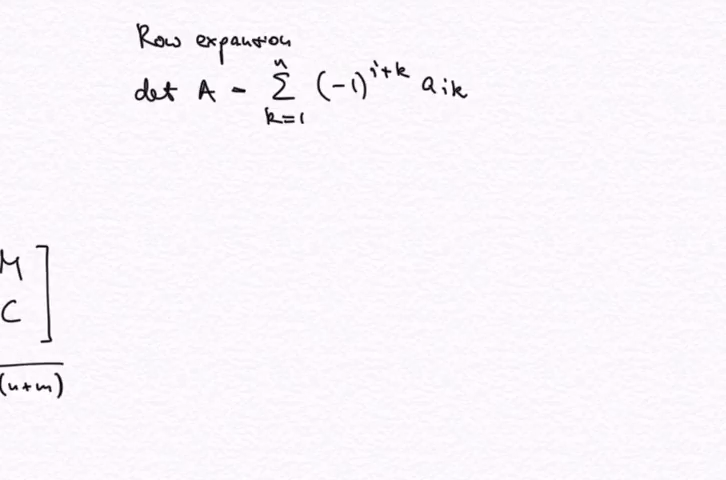 Row expansion
det A = n∑k=1 (-1)^i+k aik
M
C ]
(n+m)